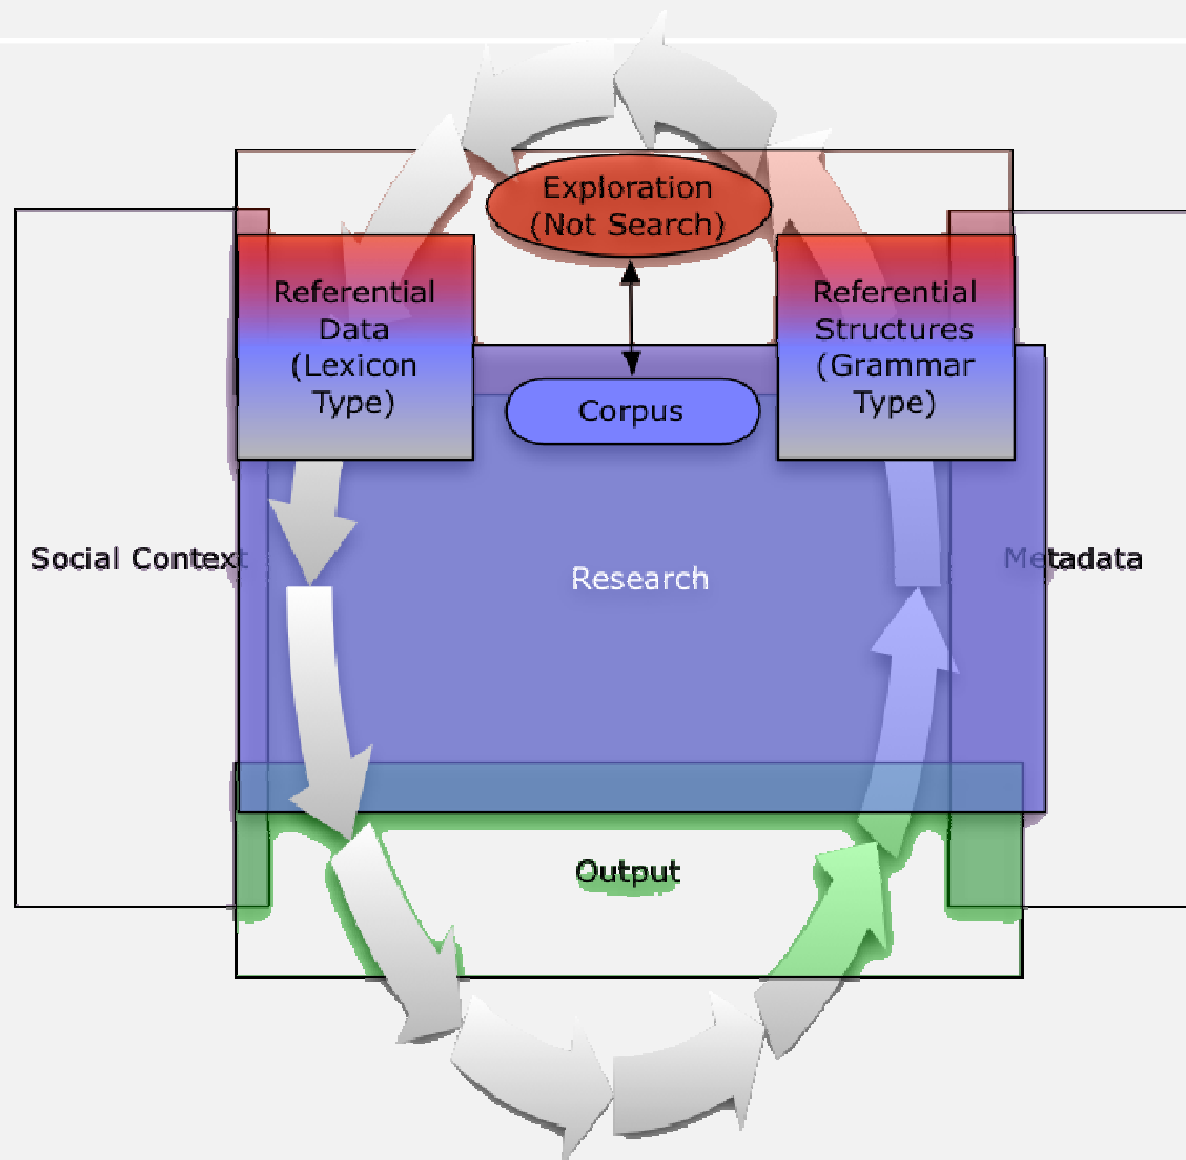 Exploration
(Not Search)
Referential
Data
(Lexicon
Type)
Referential
Structures
(Grammar
Type)
Corpus
Social Context
Research
Metadata
Output